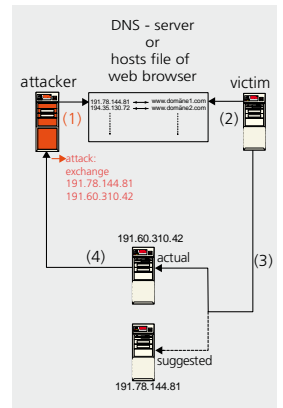 DNS - server
or
hosts file of
web browser
attacker
victim
191.78.144.81 www.domäne1.com
194.35.130.72 www.domäne2.com
(1)
(2)
attack:
exchange
191.78.144.81
191.60.310.42
191.60.310.42
(4)
actual
(3)
suggested
191.78.144.81